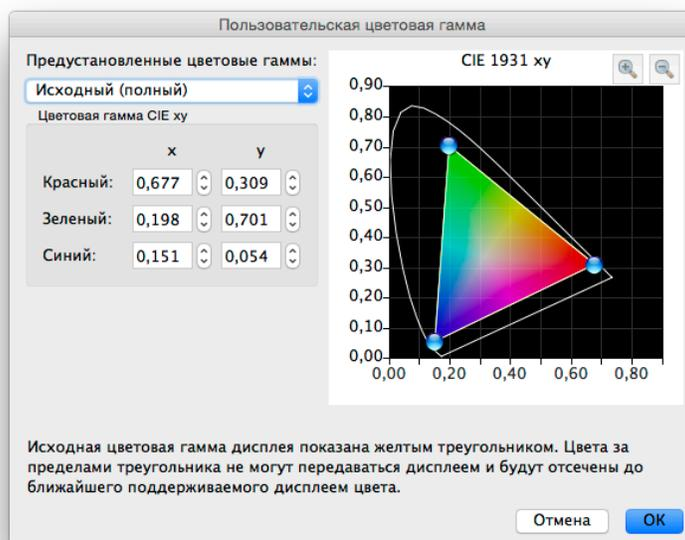 Пользовательская цветовая гамма
Предустановленные цветовые гаммы:
Исходный (полный)
Цветовая гамма CIE xy
x y
Красный: 0,677 0,309
Зеленый: 0,198 0,701
Синий: 0,151 0,054
CIE 1931 xy
0,90
0,80
0,70
0,60
0,50
0,40
0,30
0,20
0,10
0,00
0,00 0,20 0,40 0,60 0,80
Исходная цветовая гамма дисплея показана желтым треугольником. Цвета за
пределами треугольника не могут передаваться дисплеем и будут отсечены до
ближайшего поддерживаемого дисплеем цвета.
Отмена OK